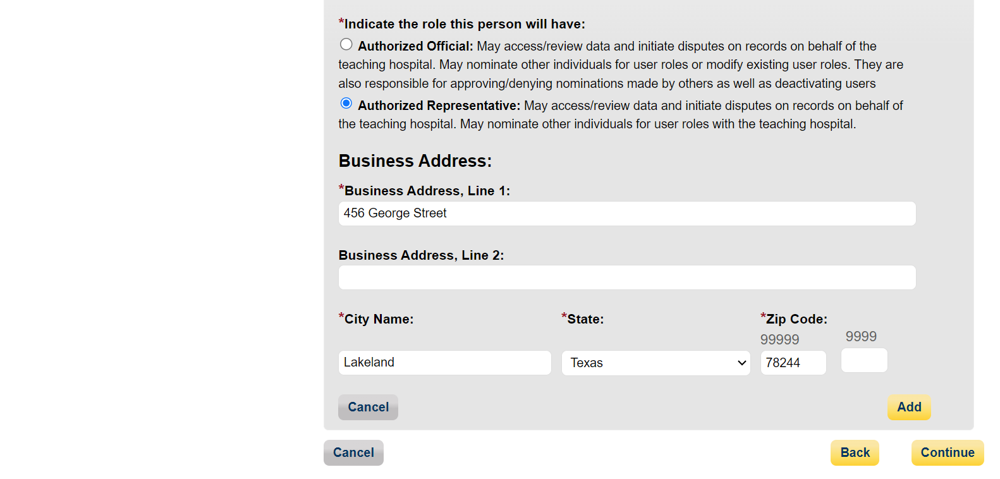 *Indicate the role this person will have:
Authorized Official: May access/review data and initiate disputes on records on behalf of the
teaching hospital. May nominate other individuals for user roles or modify existing user roles. They are
also responsible for approving/denying nominations made by others as well as deactivating users
Authorized Representative: May access/review data and initiate disputes on records on behalf of
the teaching hospital. May nominate other individuals for user roles with the teaching hospital.
Business Address:
*Business Address, Line 1:
456 George Street
Business Address, Line 2:
*City Name: *State: *Zip Code:
99999 9999
Lakeland Texas 78244
Cancel Add
Cancel Back Continue